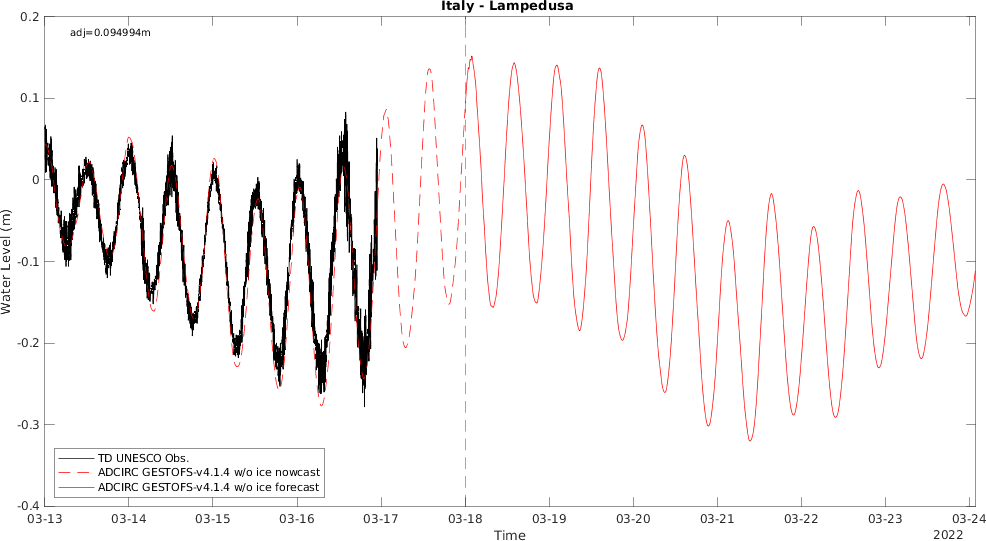 Italy - Lampedusa
adj=0.094994m
0.2
0.1
0
-0.1
-0.2
-0.3
-0.4
Water Level (m)
TD UNESCO Obs.
ADCIRC GESTOFS-v4.1.4 w/o ice nowcast
ADCIRC GESTOFS-v4.1.4 w/o ice forecast
03-13 03-14 03-15 03-16 03-17 03-18 03-19 03-20 03-21 03-22 03-23 03-24
Time
2022